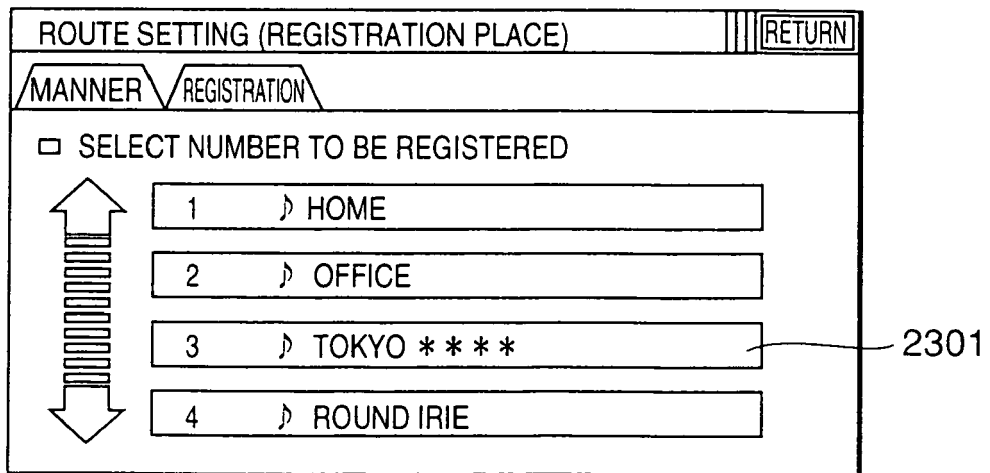 ROUTE SETTING (REGISTRATION PLACE) RETURN
MANNER REGISTRATION
SELECT NUMBER TO BE REGISTERED
1 ♪ HOME
2 ♪ OFFICE
3 ♪ TOKYO **** 2301
4 ♪ ROUND IRIE